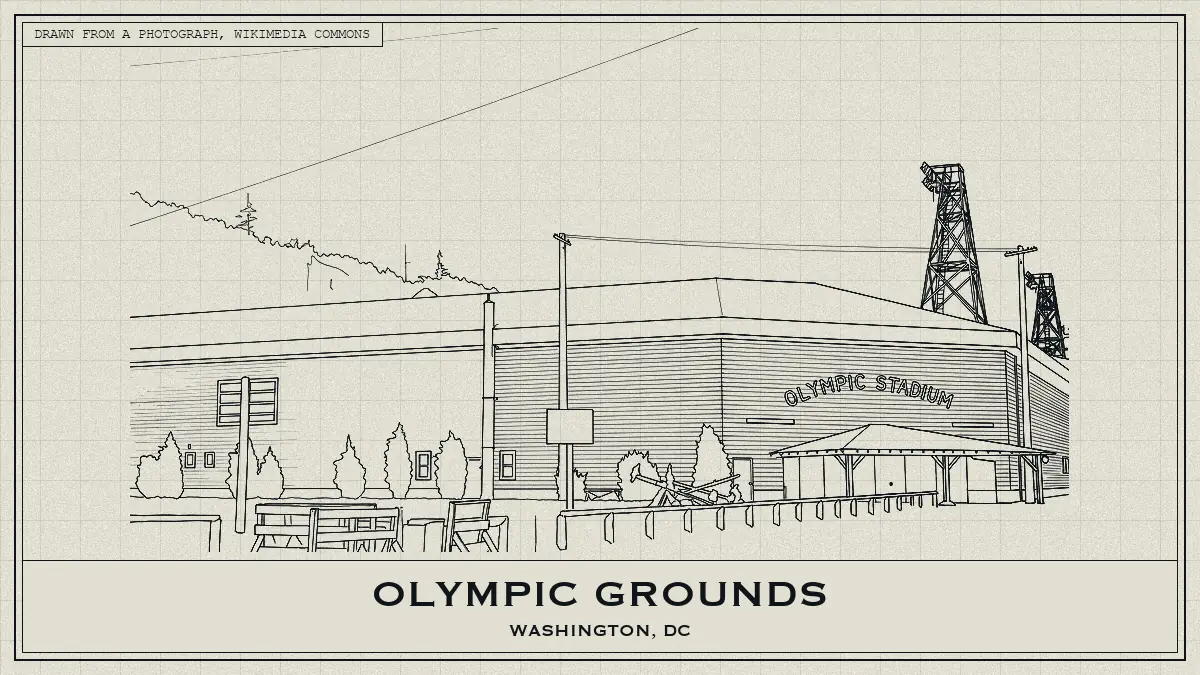 DRAWN FROM A PHOTOGRAPH, WIKIMEDIA COMMONS
OLYMPIC STADIUM
OLYMPIC GROUNDS
WASHINGTON, DC